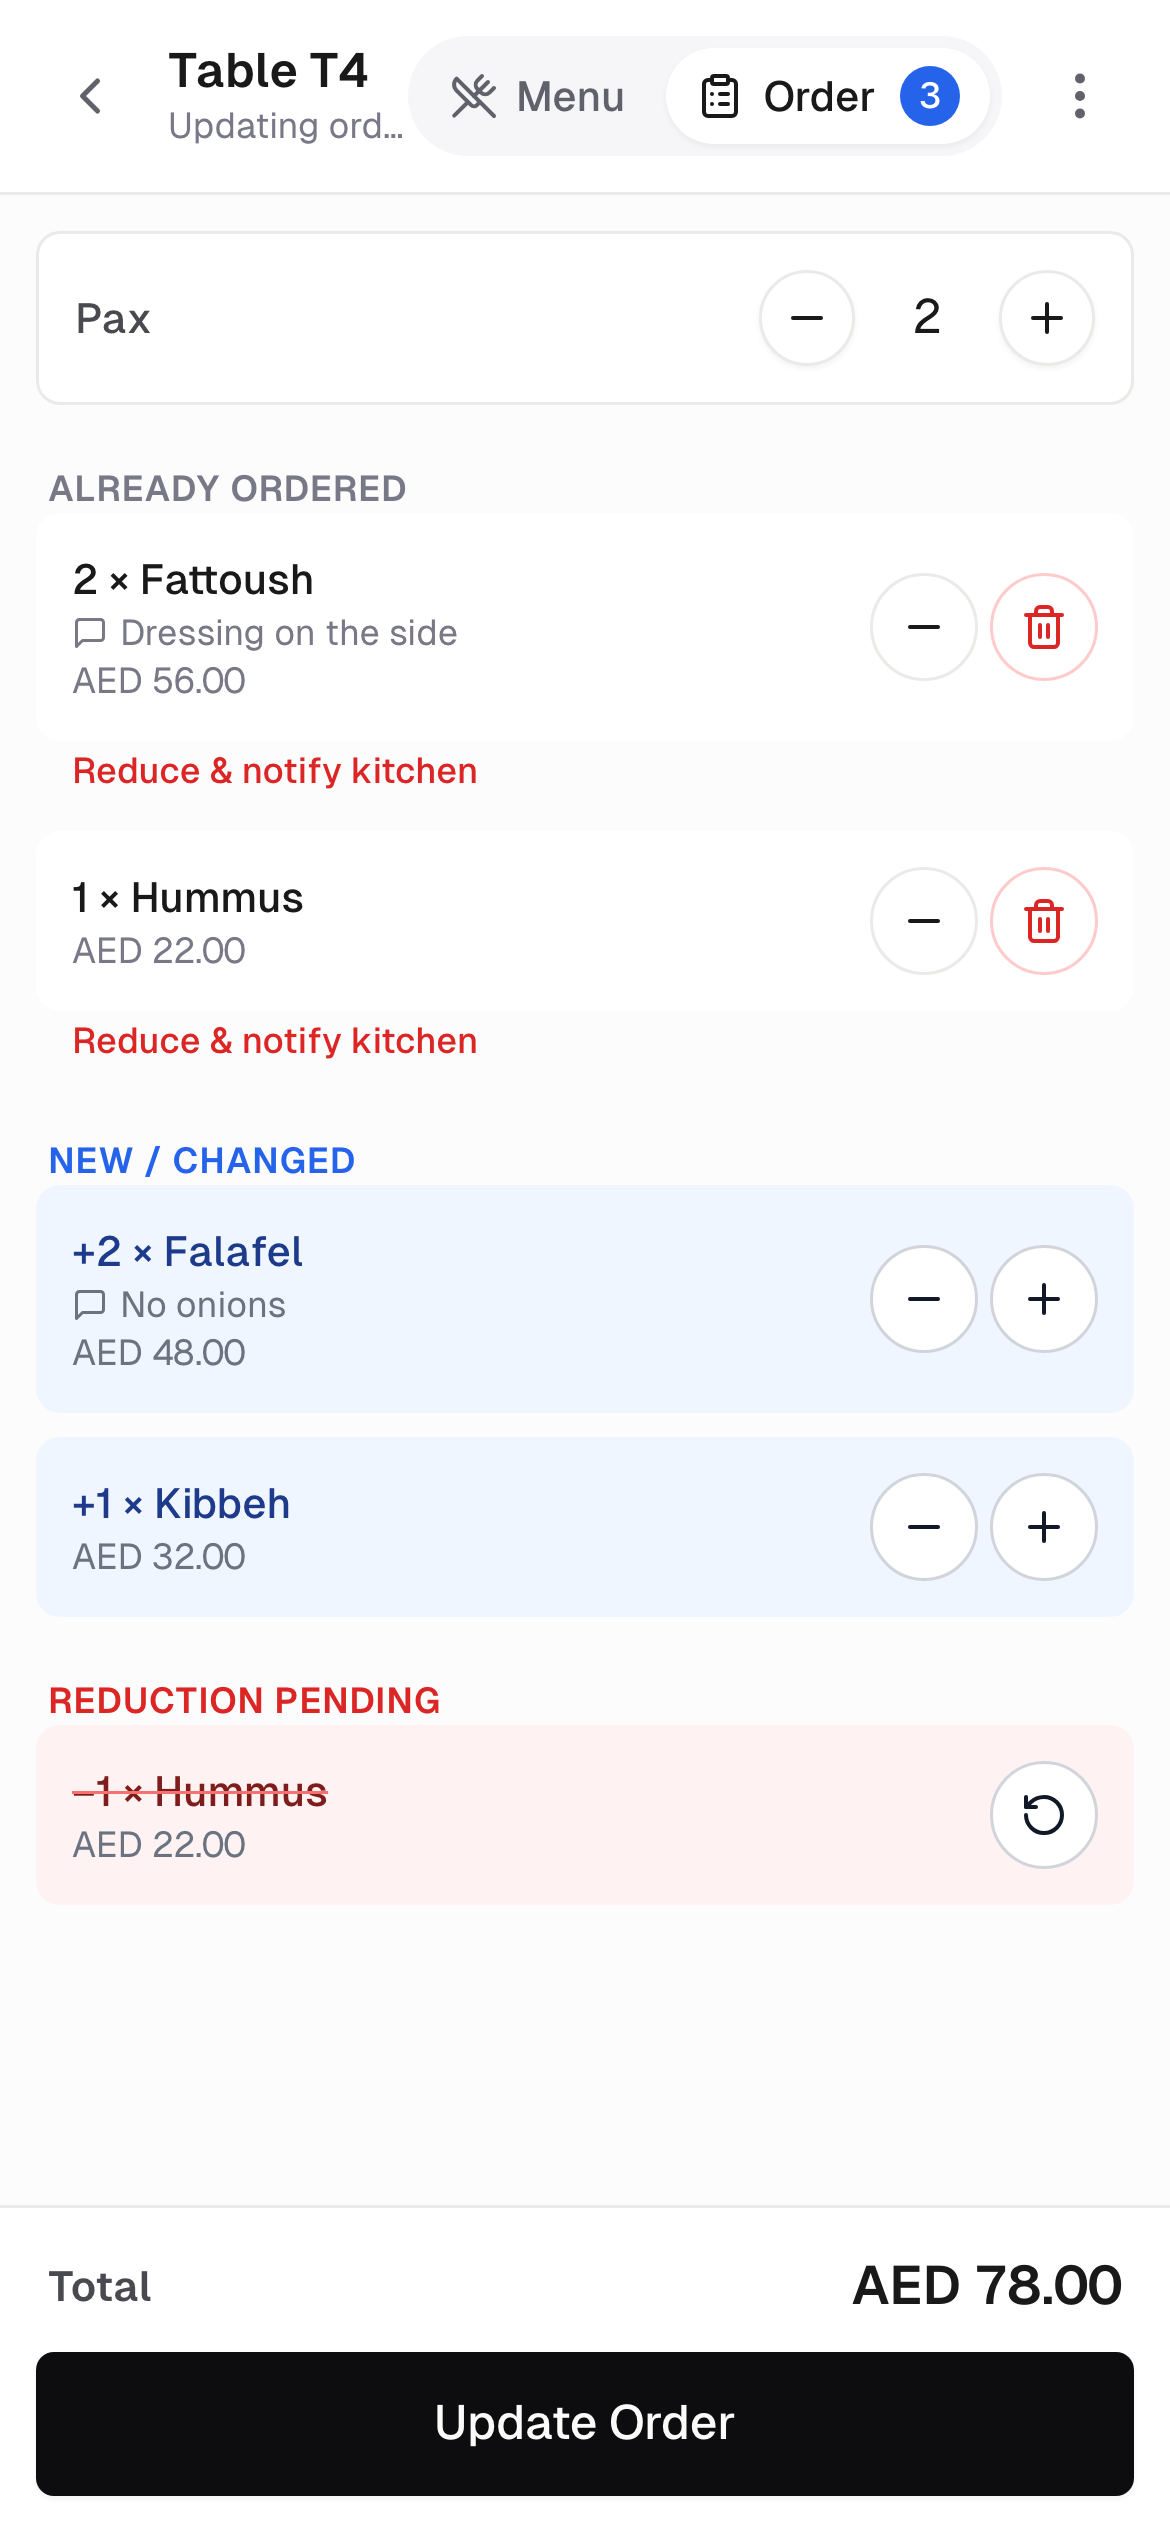 Table T4
Updating ord...
Menu
Order 3
Pax
2
ALREADY ORDERED
2 × Fattoush
Dressing on the side
AED 56.00
Reduce & notify kitchen
1 × Hummus
AED 22.00
Reduce & notify kitchen
NEW / CHANGED
+2 × Falafel
No onions
AED 48.00
+1 × Kibbeh
AED 32.00
REDUCTION PENDING
−1 × Hummus
AED 22.00
Total
AED 78.00
Update Order